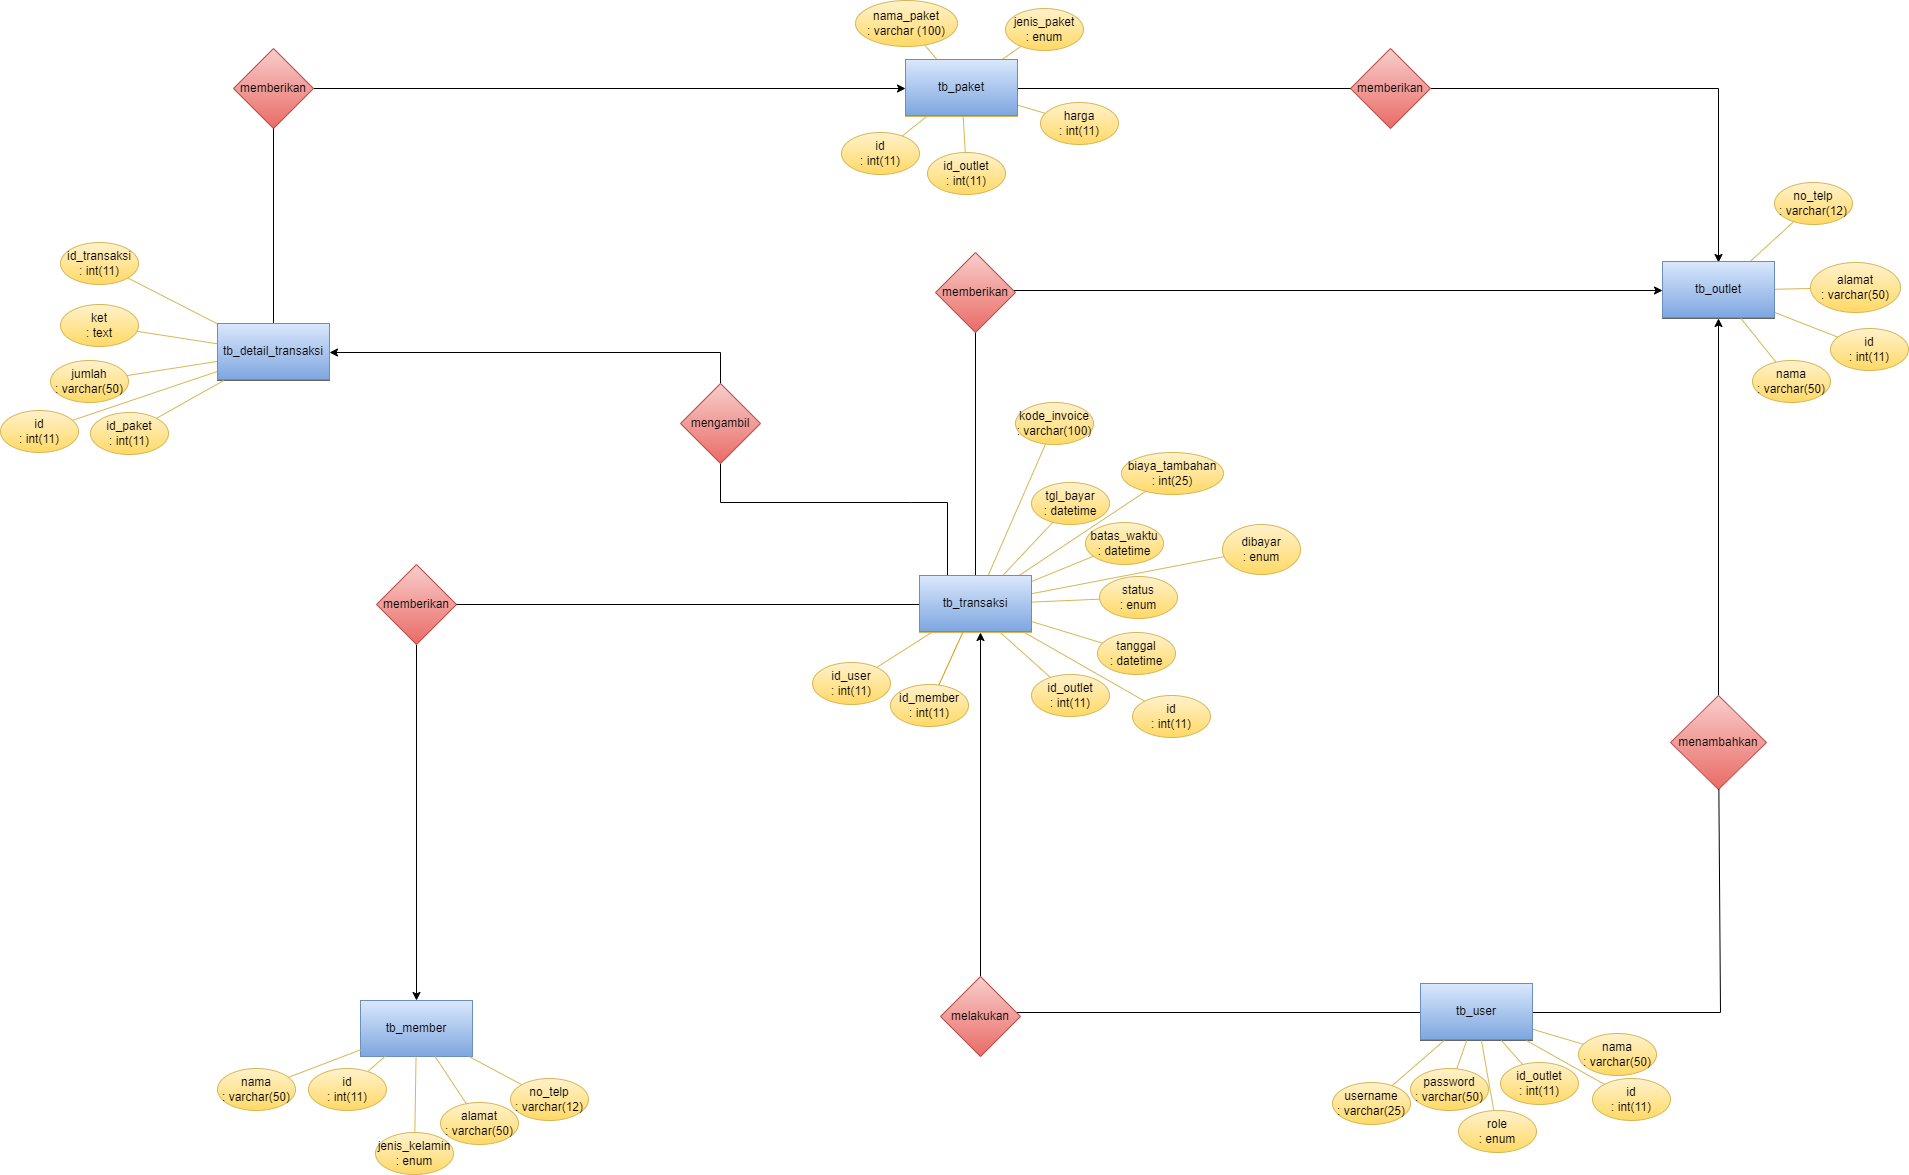 nama_paket
: varchar (100)
jenis_paket
: enum
memberikan
tb_paket
memberikan
harga
: int(11)
id
: int(11)
id_outlet
: int(11)
no_telp
: varchar(12)
id_transaksi
: int(11)
memberikan
tb_outlet
alamat
: varchar(50)
ket
: text
tb_detail_transaksi
id
: int(11)
jumlah
: varchar(50)
nama
: varchar(50)
id
: int(11)
id_paket
: int(11)
mengambil
kode_invoice
: varchar(100)
biaya_tambahan
: int(25)
tgl_bayar
: datetime
batas_waktu
: datetime
dibayar
: enum
memberikan
tb_transaksi
status
: enum
tanggal
: datetime
id_user
: int(11)
id_member
: int(11)
id_outlet
: int(11)
id
: int(11)
menambahkan
melakukan
tb_user
tb_member
nama
: varchar(50)
nama
: varchar(50)
id
: int(11)
no_telp
: varchar(12)
alamat
: varchar(50)
jenis_kelamin
: enum
username
: varchar(25)
password
: varchar(50)
id_outlet
: int(11)
id
: int(11)
role
: enum